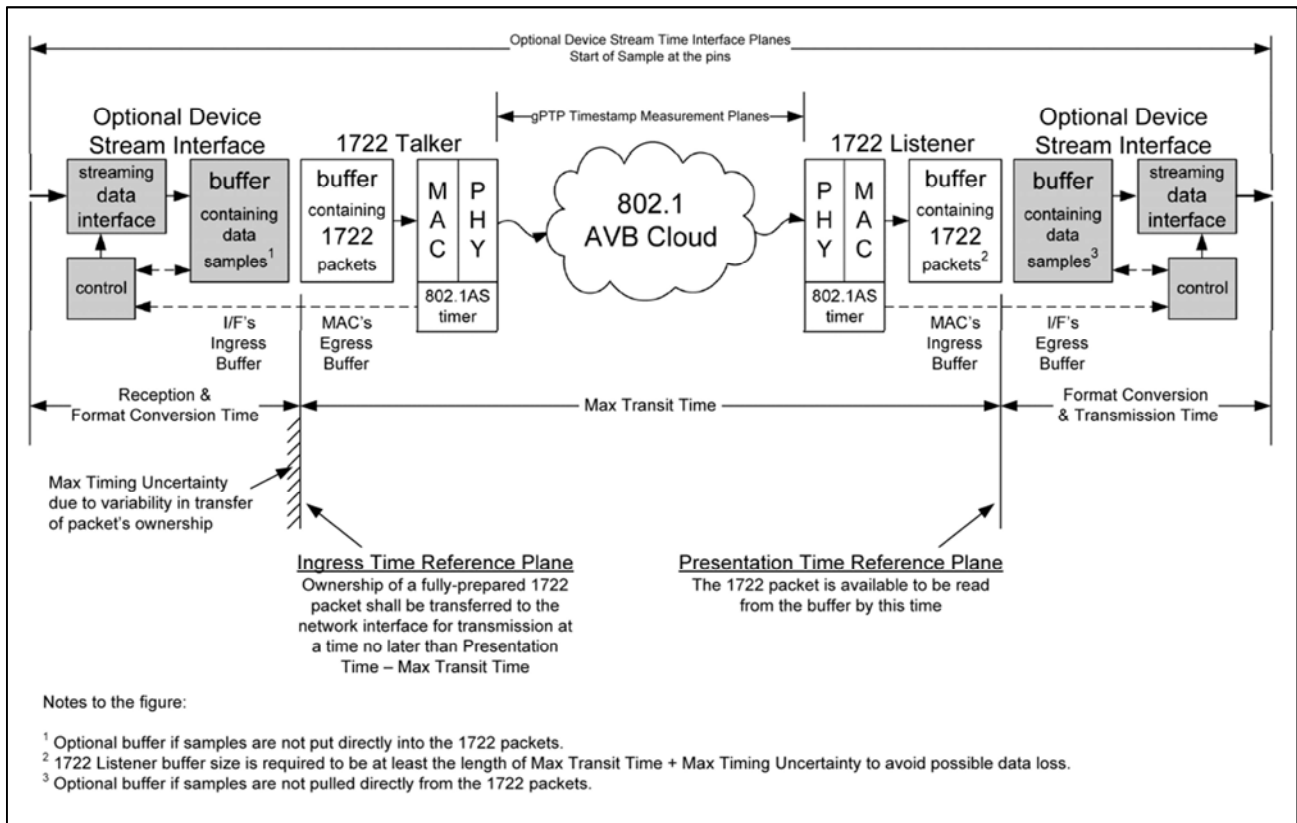 Optional Device Stream Time Interface Planes
Start of Sample at the pins
Optional Device
Stream Interface
1722 Talker
gPTP Timestamp Measurement Planes
1722 Listener
Optional Device
Stream Interface
streaming
data
interface
buffer
containing data
samples1
control
buffer
containing
1722
packets
MAC
PHY
802.1AS
timer
802.1
AVB Cloud
PHY
MAC
802.1AS
timer
buffer
containing
1722
packets2
buffer
containing data
samples3
streaming
data
interface
control
I/F's
Ingress
Buffer
MAC's
Egress
Buffer
MAC's
Ingress
Buffer
I/F's
Egress
Buffer
Reception &
Format Conversion Time
Max Transit Time
Format Conversion
& Transmission Time
Max Timing Uncertainty
due to variability in transfer
of packet's ownership
Ingress Time Reference Plane
Ownership of a fully-prepared 1722
packet shall be transferred to the
network interface for transmission at
a time no later than Presentation
Time – Max Transit Time
Presentation Time Reference Plane
The 1722 packet is available to be read
from the buffer by this time
Notes to the figure:
1 Optional buffer if samples are not put directly into the 1722 packets.
2 1722 Listener buffer size is required to be at least the length of Max Transit Time + Max Timing Uncertainty to avoid possible data loss.
3 Optional buffer if samples are not pulled directly from the 1722 packets.